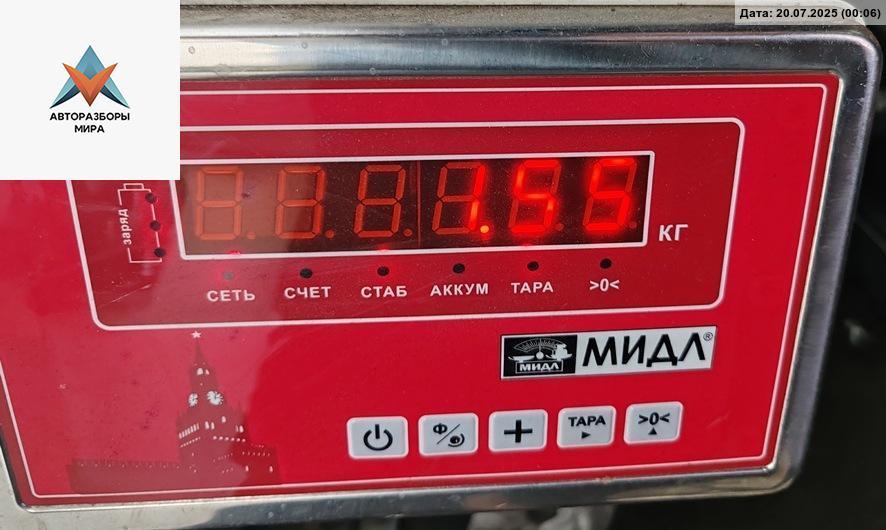 Дата: 20.07.2025 (00:06)
АВТОРАЗБОРЫ
МИРА
заряд
1.55 КГ
СЕТЬ СЧЕТ СТАБ АККУМ ТАРА >0<
МИДЛ МИДЛ®
Ф/ + ТАРА >0<